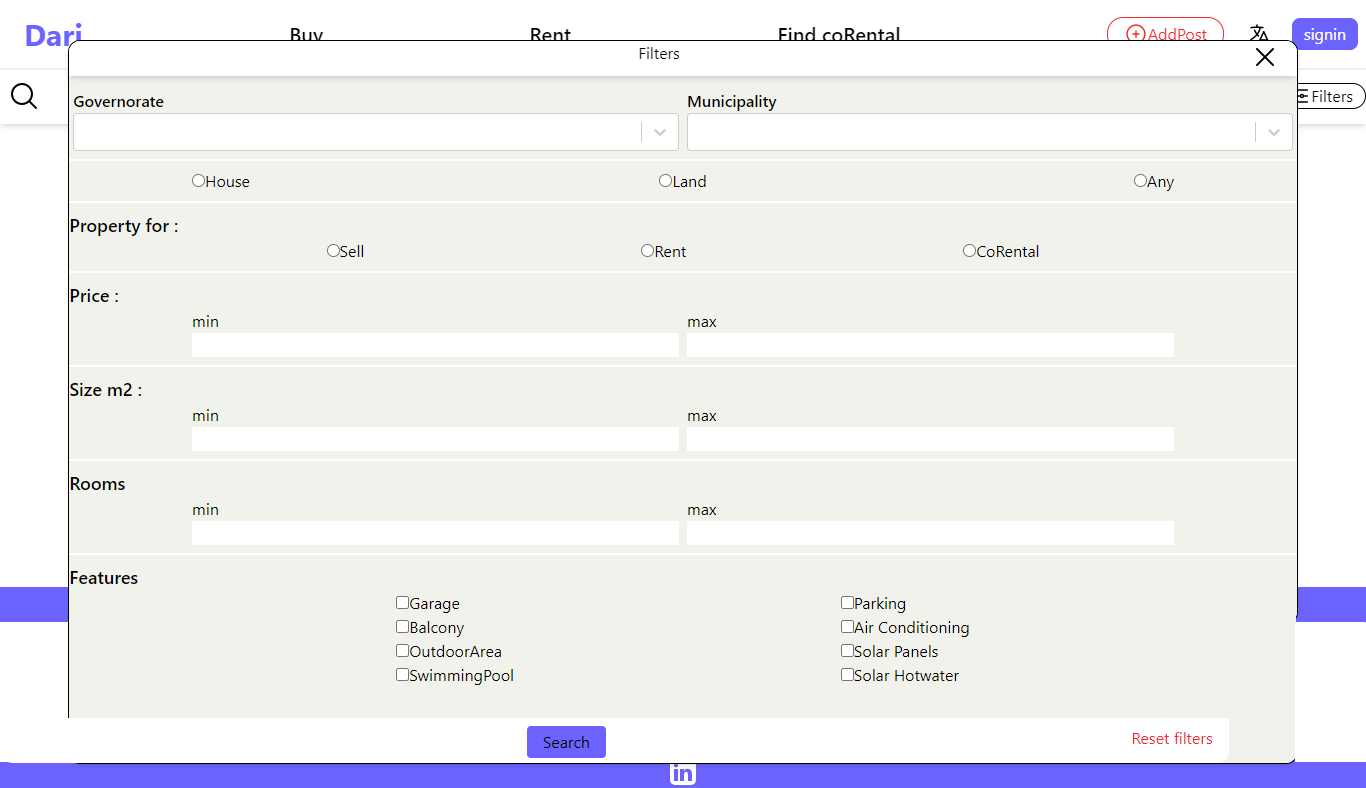 Dari Buy Rent Find coRental AddPost signin
Filters
Filters
Governorate Municipality
House Land Any
Property for :
Sell Rent CoRental
Price :
min max
Size m2 :
min max
Rooms
min max
Features
Garage Parking
Balcony Air Conditioning
OutdoorArea Solar Panels
SwimmingPool Solar Hotwater
Search Reset filters
in